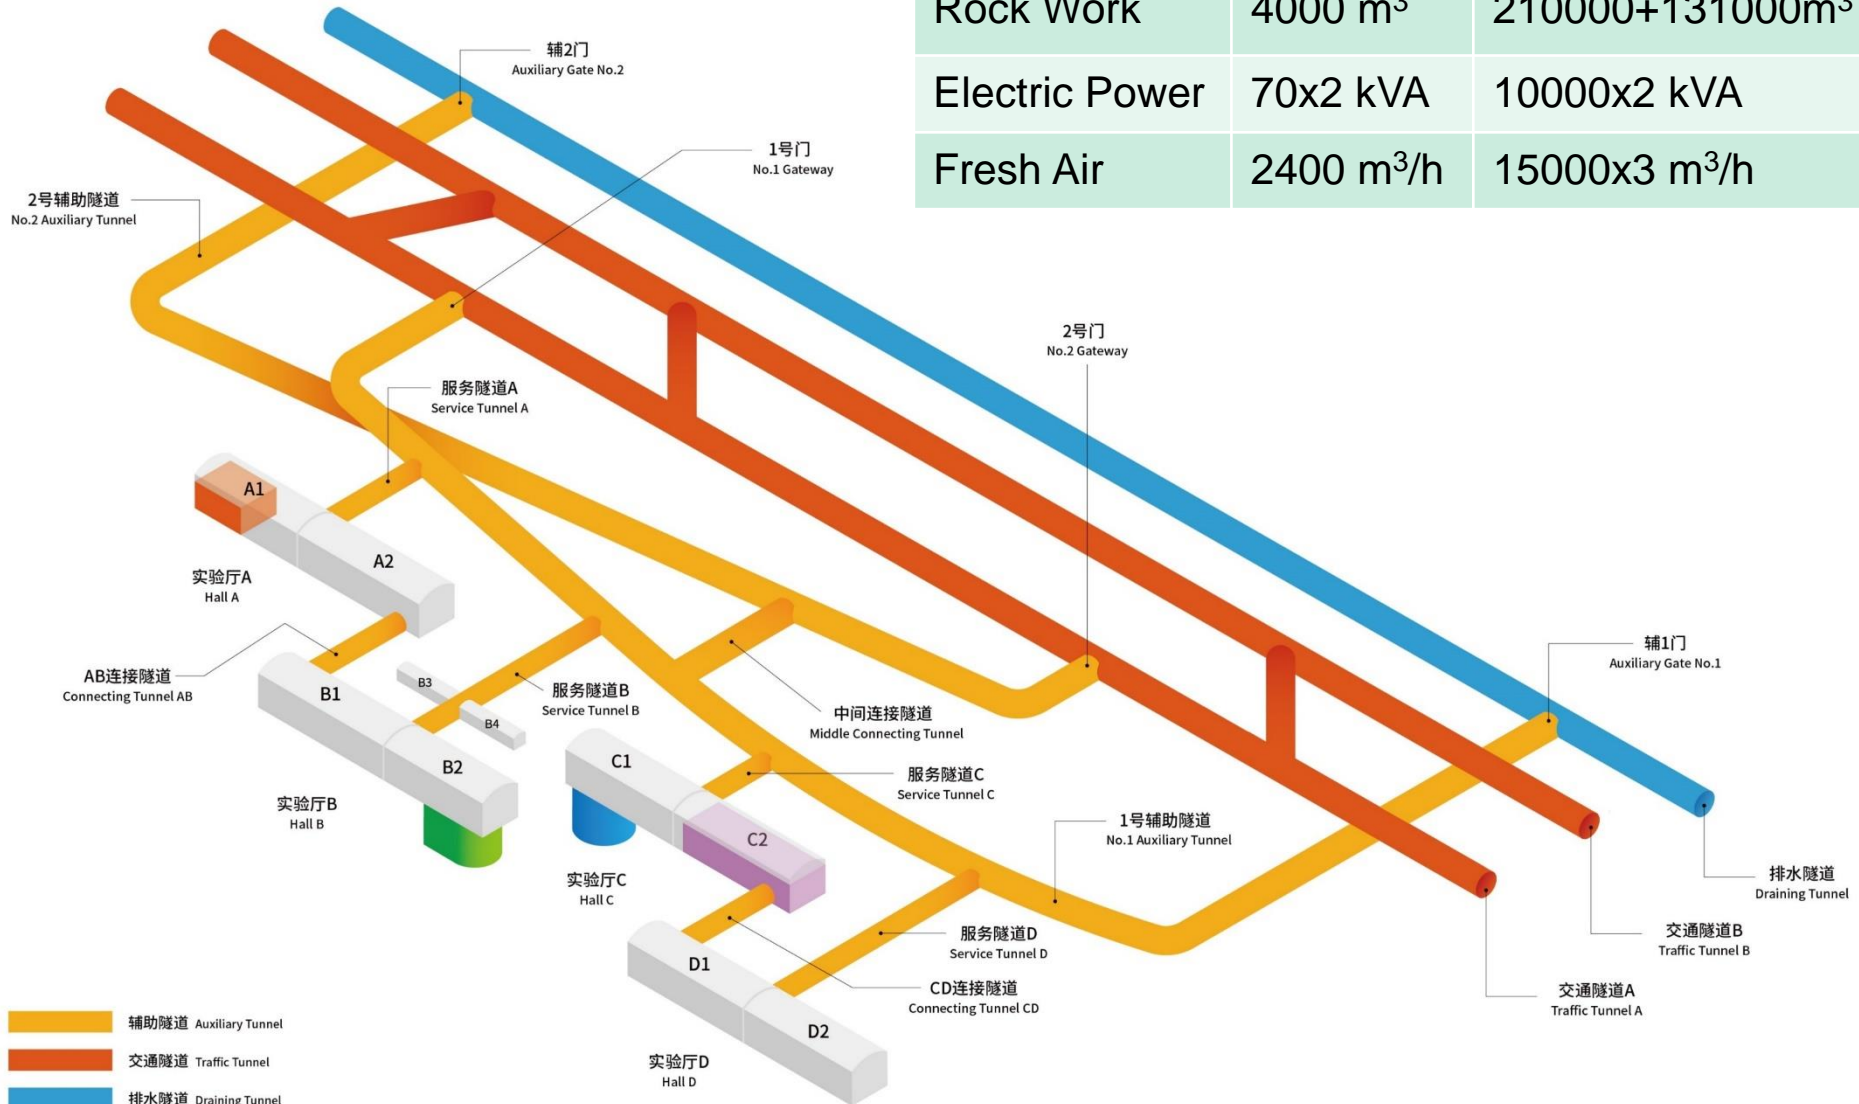 Rock Work 4000 m³ 210000+131000m³
Electric Power 70x2 kVA 10000x2 kVA
Fresh Air 2400 m³/h 15000x3 m³/h
辅2门
Auxiliary Gate No.2
1号门
No.1 Gateway
2号辅助隧道
No.2 Auxiliary Tunnel
2号门
No.2 Gateway
服务隧道A
Service Tunnel A
A1
A2
实验厅A
Hall A
辅1门
Auxiliary Gate No.1
AB连接隧道
Connecting Tunnel AB
B3
B1
B4
服务隧道B
Service Tunnel B
中间连接隧道
Middle Connecting Tunnel
B2
C1
服务隧道C
Service Tunnel C
实验厅B
Hall B
C2
1号辅助隧道
No.1 Auxiliary Tunnel
实验厅C
Hall C
排水隧道
Draining Tunnel
服务隧道D
Service Tunnel D
交通隧道B
Traffic Tunnel B
D1
CD连接隧道
Connecting Tunnel CD
交通隧道A
Traffic Tunnel A
D2
实验厅D
Hall D
辅助隧道 Auxiliary Tunnel
交通隧道 Traffic Tunnel
排水隧道 Draining Tunnel